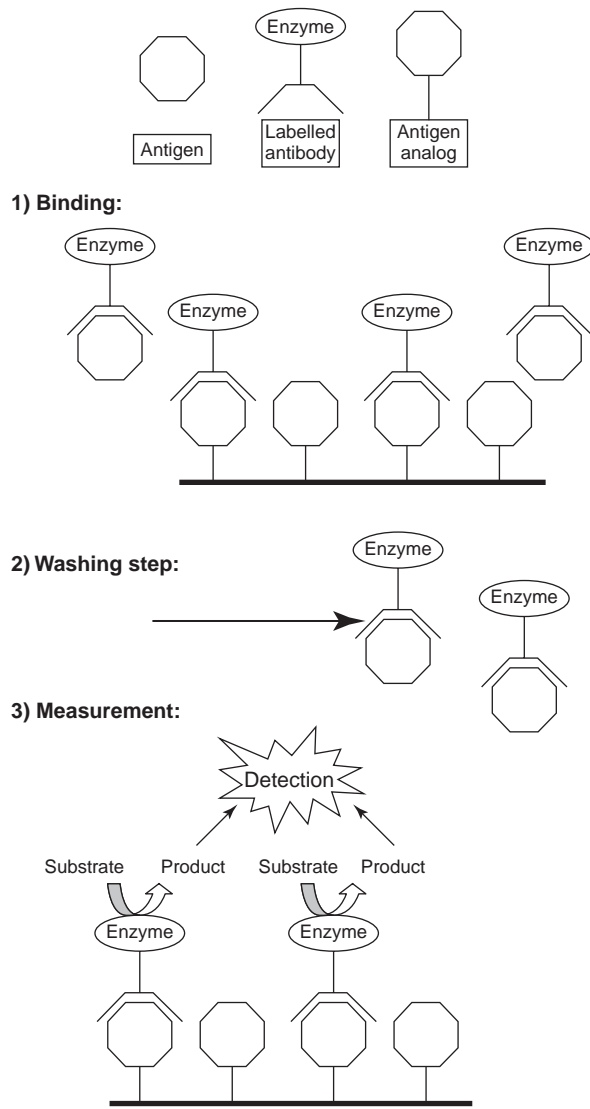 Enzyme
Antigen
Labelled
antibody
Antigen
analog
1) Binding:
Enzyme
Enzyme
Enzyme
Enzyme
2) Washing step:
Enzyme
Enzyme
3) Measurement:
Detection
Substrate Product Substrate Product
Enzyme
Enzyme